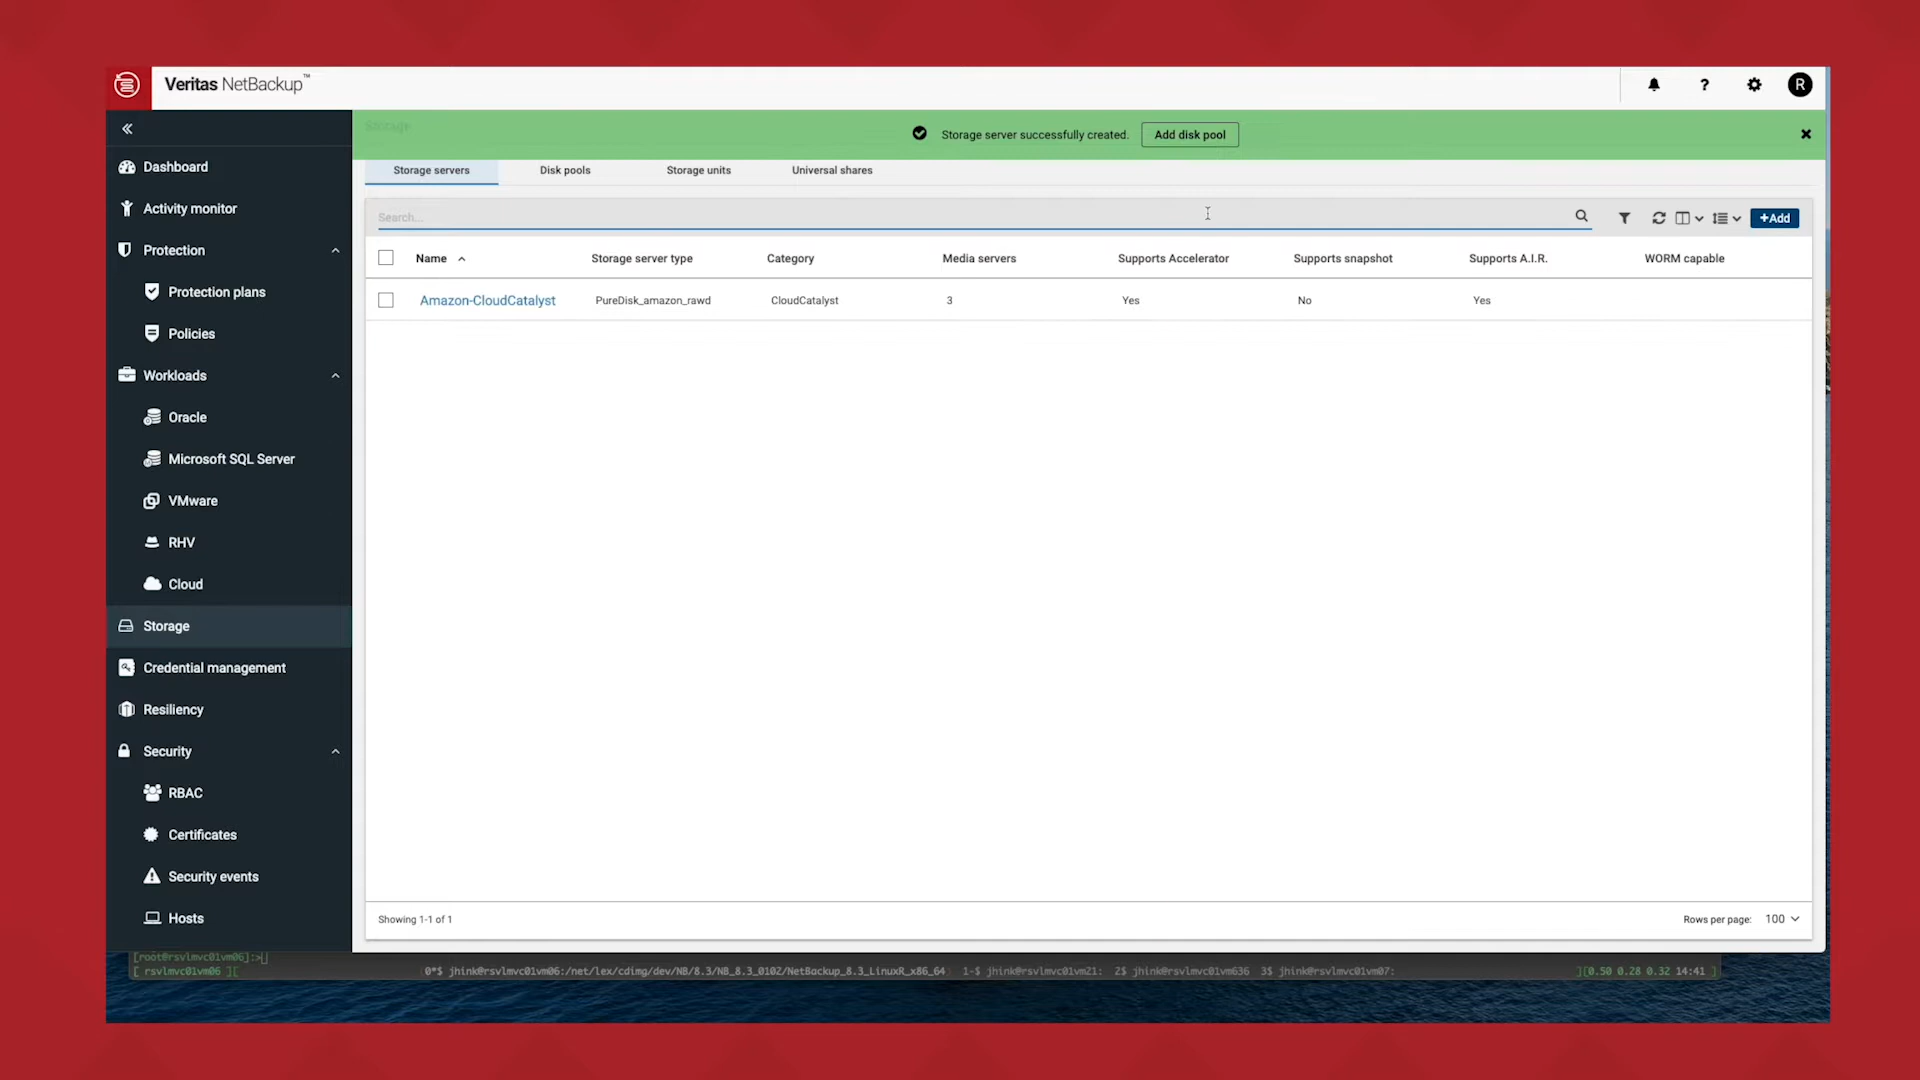 Veritas NetBackup™
R
Storage
Storage server successfully created.
Add disk pool
Dashboard
Activity monitor
Protection
Protection plans
Policies
Workloads
Oracle
Microsoft SQL Server
VMware
RHV
Cloud
Storage
Credential management
Resiliency
Security
RBAC
Certificates
Security events
Hosts
Storage servers Disk pools Storage units Universal shares
Search...
+Add
Name Storage server type Category Media servers Supports Accelerator Supports snapshot Supports A.I.R. WORM capable
Amazon-CloudCatalyst PureDisk_amazon_rawd CloudCatalyst 3 Yes No Yes
Showing 1-1 of 1
Rows per page: 100
[root@rsvlmvc01vm06]:>
[ rsvlmvc01vm06 ][ 0*$ jhink@rsvlmvc01vm06:/net/lex/cdimg/dev/NB/8.3/NB_8.3_0102/NetBackup_8.3_LinuxR_x86_64 1-$ jhink@rsvlmvc01vm21: 2$ jhink@rsvlmvc01vm636 3$ jhink@rsvlmvc01vm07: ][0.50 0.28 0.32 14:41 ]